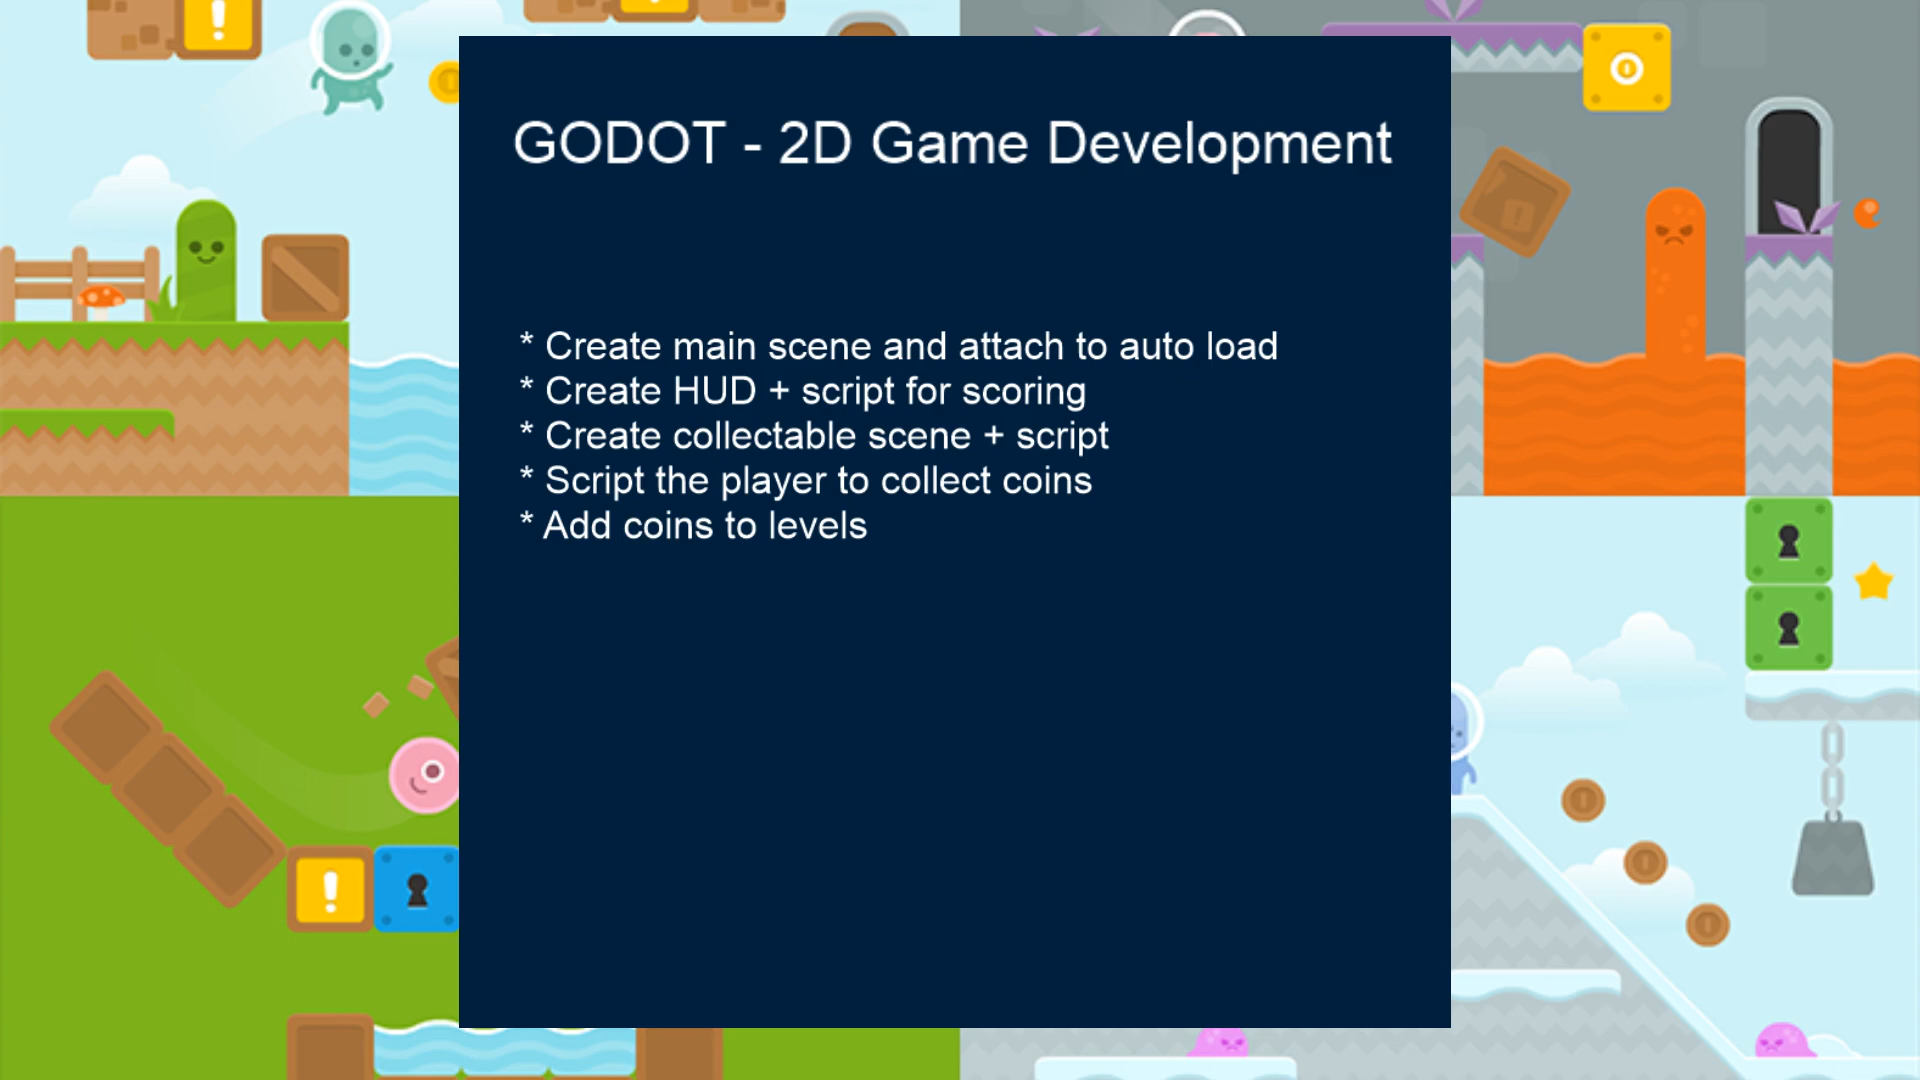 GODOT - 2D Game Development
* Create main scene and attach to auto load
* Create HUD + script for scoring
* Create collectable scene + script
* Script the player to collect coins
* Add coins to levels